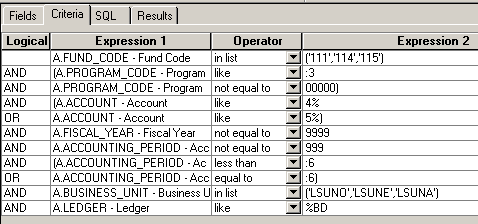 Fields Criteria SQL Results
Logical Expression 1 Operator Expression 2
A.FUND_CODE - Fund Code in list ('111','114','115')
AND (A.PROGRAM_CODE - Program like :3
AND A.PROGRAM_CODE - Program not equal to 00000)
AND (A.ACCOUNT - Account like 4%
OR A.ACCOUNT - Account like 5%)
AND A.FISCAL_YEAR - Fiscal Year not equal to 9999
AND A.ACCOUNTING_PERIOD - Acc not equal to 999
AND (A.ACCOUNTING_PERIOD - Ac less than :6
OR A.ACCOUNTING_PERIOD - Acc equal to :6)
AND A.BUSINESS_UNIT - Business U in list ('LSUNO','LSUNE','LSUNA')
AND A.LEDGER - Ledger like %BD